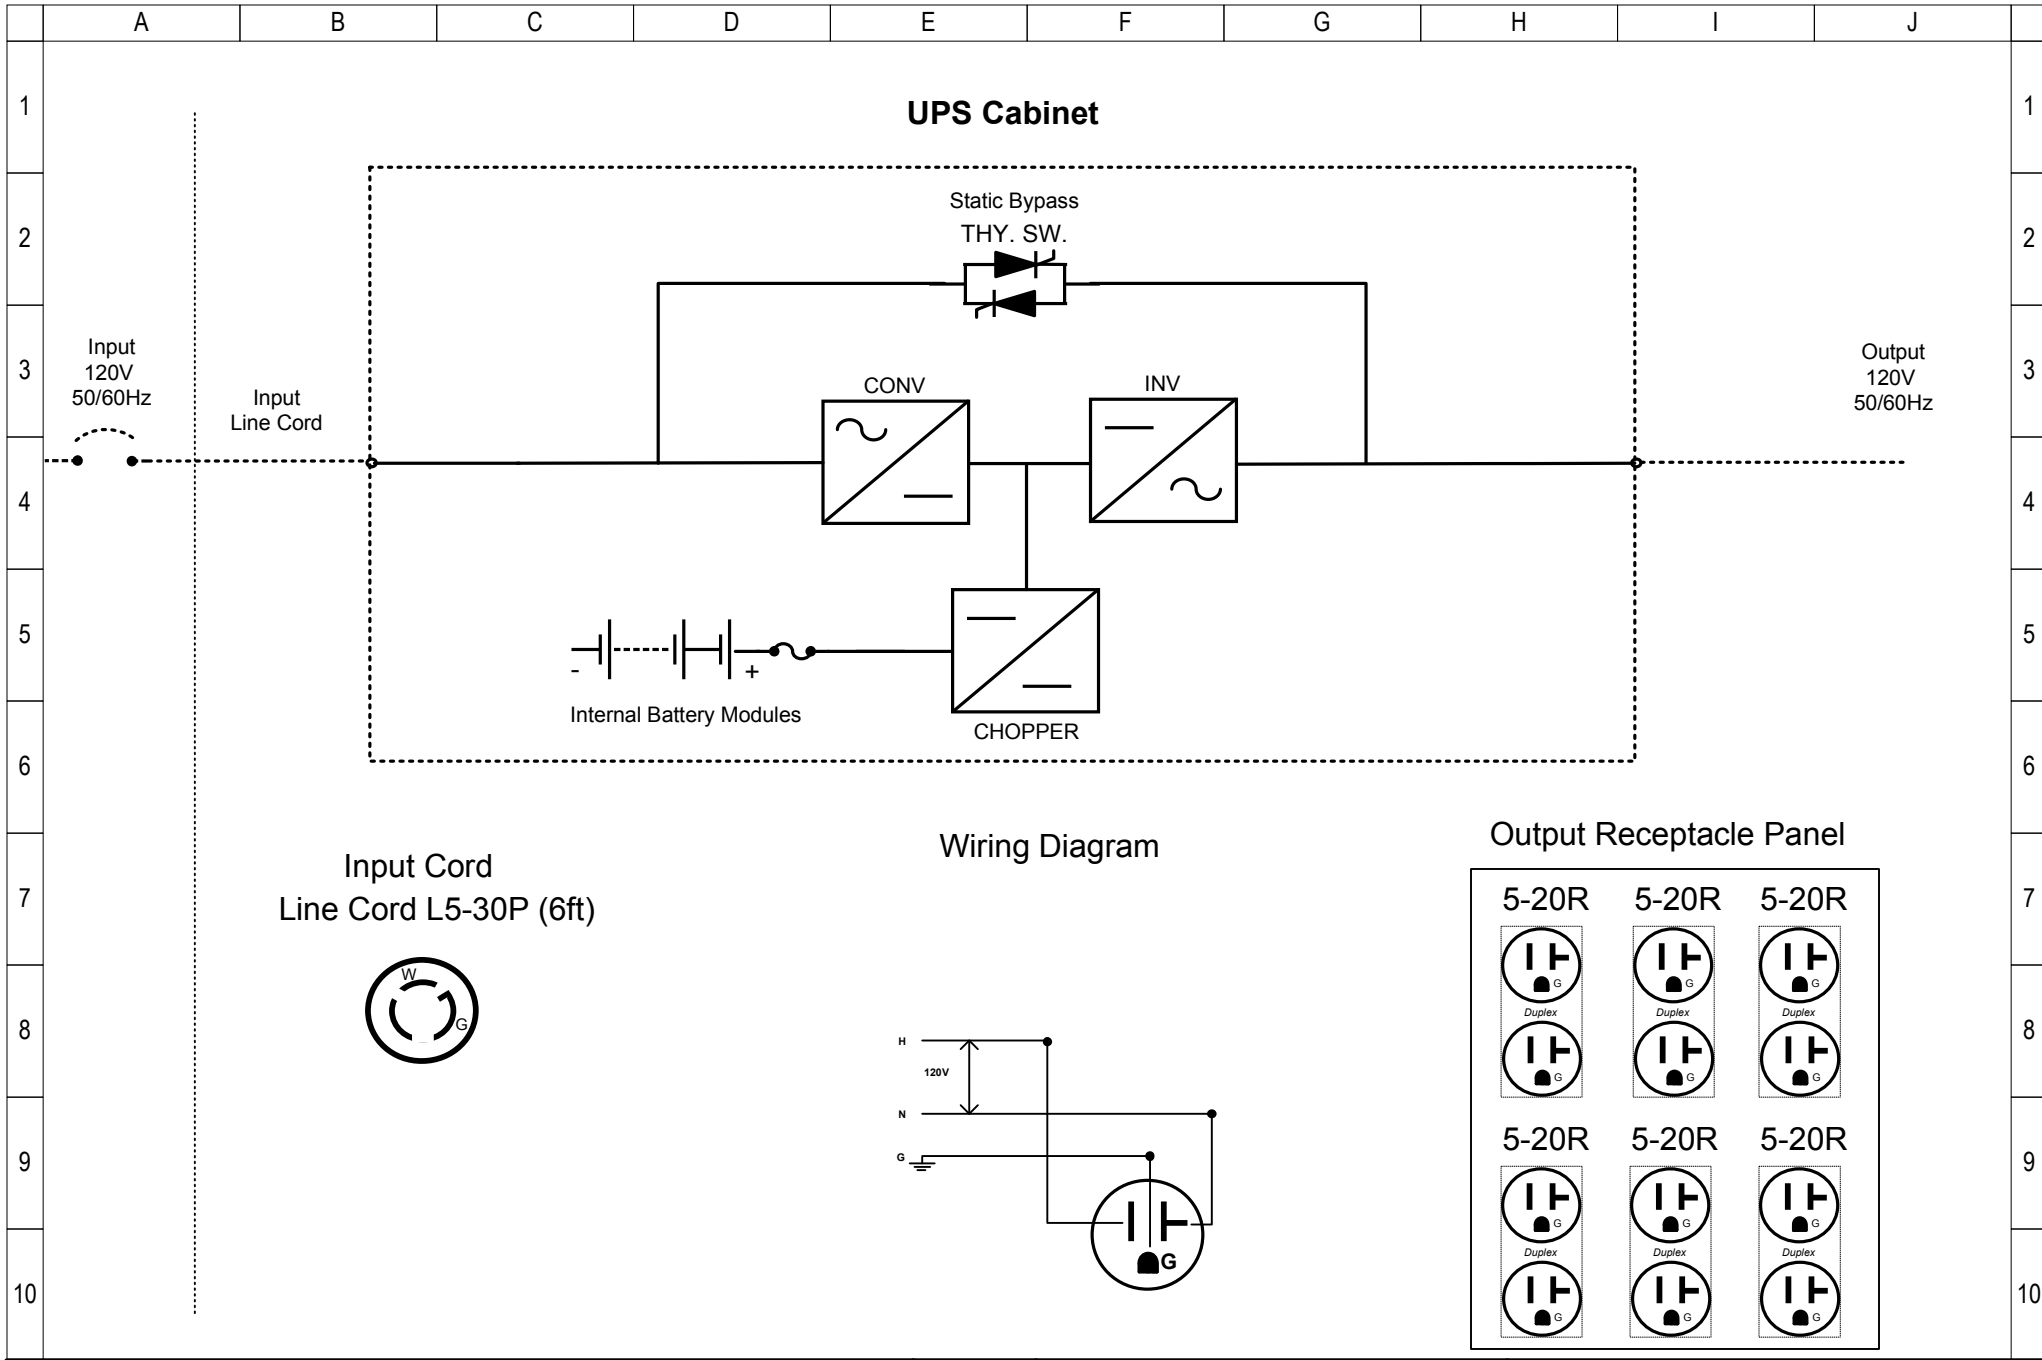 A B C D E F G H I J
1 1
UPS Cabinet
Static Bypass
2 2
THY. SW.
Input
120V
50/60Hz
3 3
Output
120V
50/60Hz
Input
Line Cord
CONV
INV
4 4
5 5
- +
Internal Battery Modules
CHOPPER
6 6
Input Cord
Line Cord L5-30P (6ft)
W
G
Wiring Diagram
H
120V
N
G
G
Output Receptacle Panel
7 7
5-20R 5-20R 5-20R
G G G
Duplex Duplex Duplex
8 8
G G G
5-20R 5-20R 5-20R
9 9
G G G
Duplex Duplex Duplex
10 10
G G G